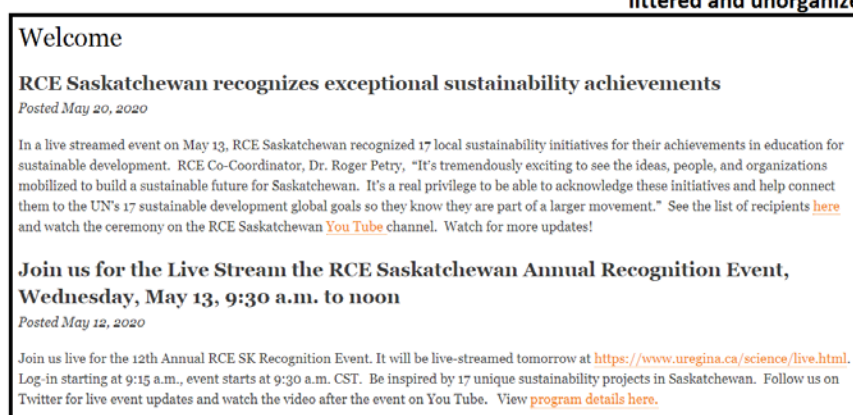 littered and unorganize
Welcome
RCE Saskatchewan recognizes exceptional sustainability achievements
Posted May 20, 2020
In a live streamed event on May 13, RCE Saskatchewan recognized 17 local sustainability initiatives for their achievements in education for
sustainable development.  RCE Co-Coordinator, Dr. Roger Petry, “It's tremendously exciting to see the ideas, people, and organizations
mobilized to build a sustainable future for Saskatchewan.  It's a real privilege to be able to acknowledge these initiatives and help connect
them to the UN's 17 sustainable development global goals so they know they are part of a larger movement.”  See the list of recipients here
and watch the ceremony on the RCE Saskatchewan You Tube channel.  Watch for more updates!
Join us for the Live Stream the RCE Saskatchewan Annual Recognition Event,
Wednesday, May 13, 9:30 a.m. to noon
Posted May 12, 2020
Join us live for the 12th Annual RCE SK Recognition Event. It will be live-streamed tomorrow at https://www.uregina.ca/science/live.html.
Log-in starting at 9:15 a.m., event starts at 9:30 a.m. CST.  Be inspired by 17 unique sustainability projects in Saskatchewan.  Follow us on
Twitter for live event updates and watch the video after the event on You Tube.  View program details here.